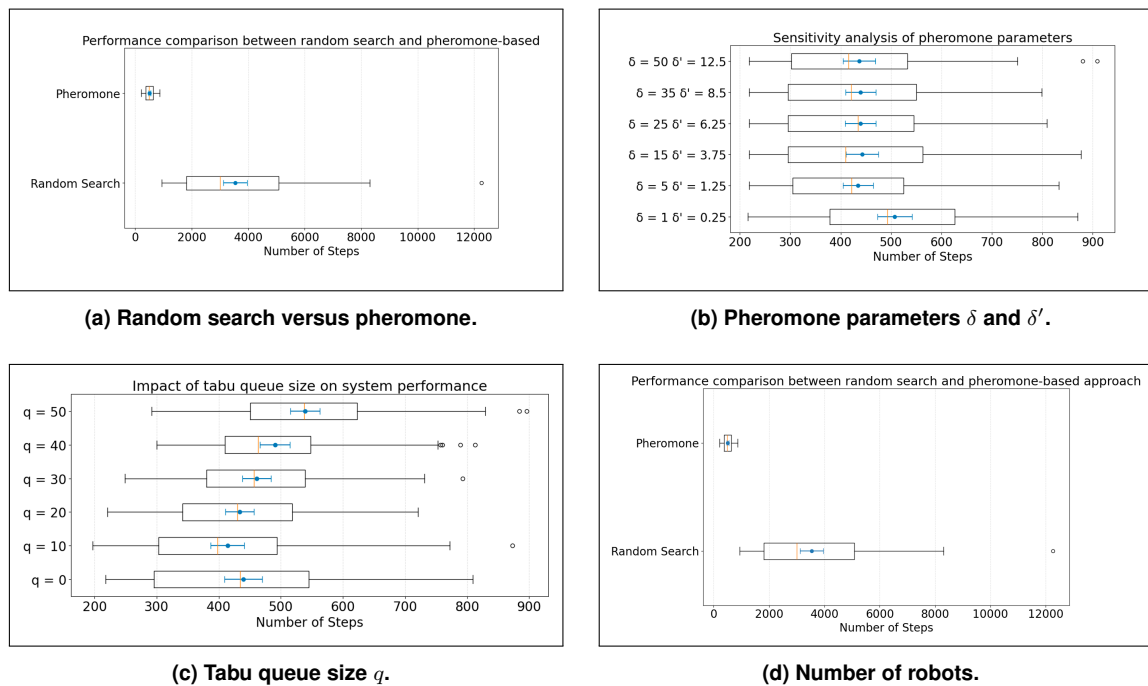 Performance comparison between random search and pheromone-based
Pheromone
Random Search
0 2000 4000 6000 8000 10000 12000
Number of Steps
(a) Random search versus pheromone.
Sensitivity analysis of pheromone parameters
δ = 50 δ' = 12.5
δ = 35 δ' = 8.5
δ = 25 δ' = 6.25
δ = 15 δ' = 3.75
δ = 5 δ' = 1.25
δ = 1 δ' = 0.25
200 300 400 500 600 700 800 900
Number of Steps
(b) Pheromone parameters δ and δ′.
Impact of tabu queue size on system performance
q = 50
q = 40
q = 30
q = 20
q = 10
q = 0
200 300 400 500 600 700 800 900
Number of Steps
(c) Tabu queue size q.
Performance comparison between random search and pheromone-based approach
Pheromone
Random Search
0 2000 4000 6000 8000 10000 12000
Number of Steps
(d) Number of robots.